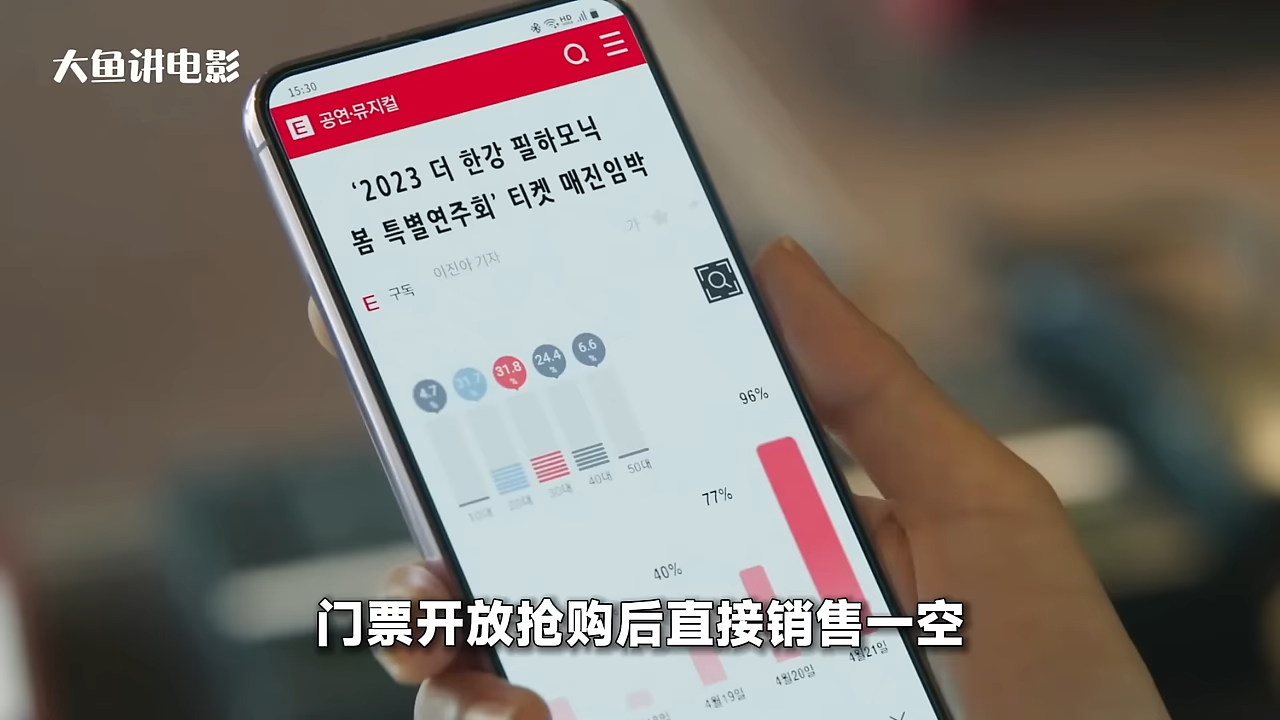 大鱼讲电影
15:30
HD
E 공연·뮤지컬
‘2023 더 한강 필하모닉
봄 특별연주회’ 티켓 매진임박
가
이진아 기자
E 구독
4.7 %
31.7
31.8 %
24.4 %
6.6 %
10대
20대
30대
40대
50대
96%
77%
40%
门票开放抢购后直接销售一空
4월19일
4월20일
4월21일